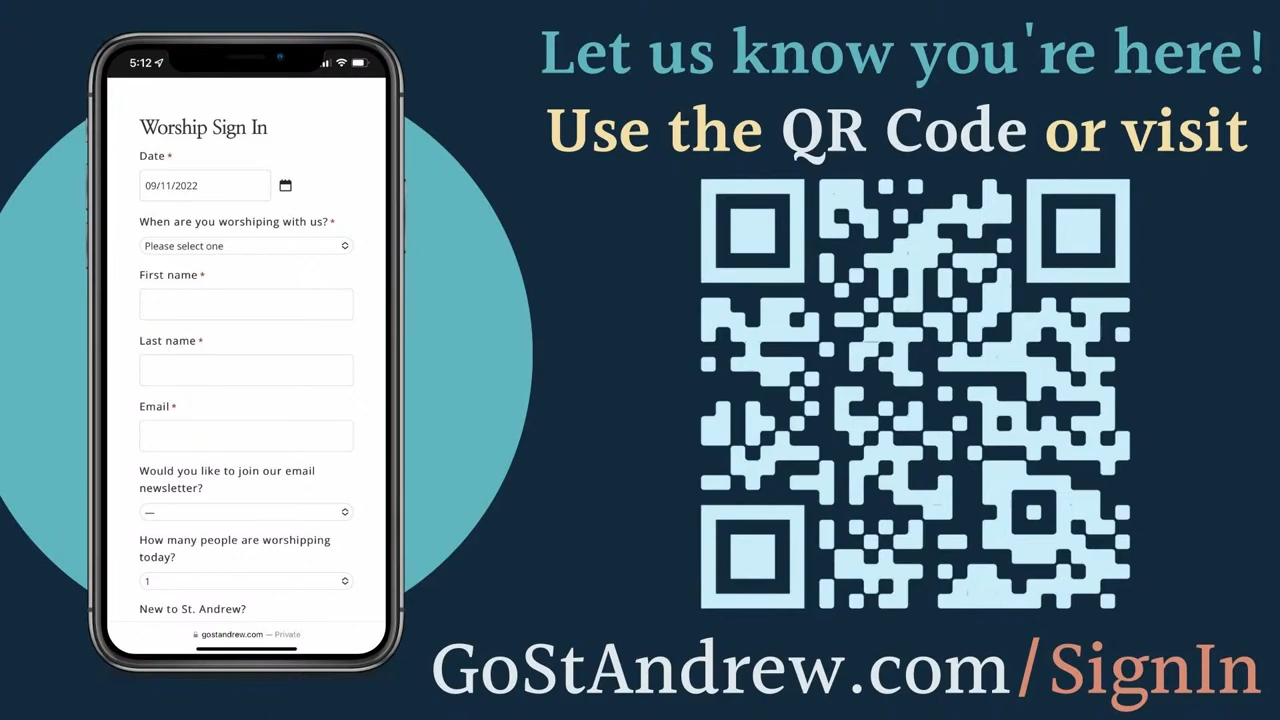 5:12
Worship Sign In
Date *
09/11/2022
When are you worshiping with us? *
Please select one
First name *
Last name *
Email *
Would you like to join our email
newsletter?
—
How many people are worshipping
today?
1
New to St. Andrew?
gostandrew.com — Private
Let us know you're here!
Use the QR Code or visit
GoStAndrew.com/SignIn